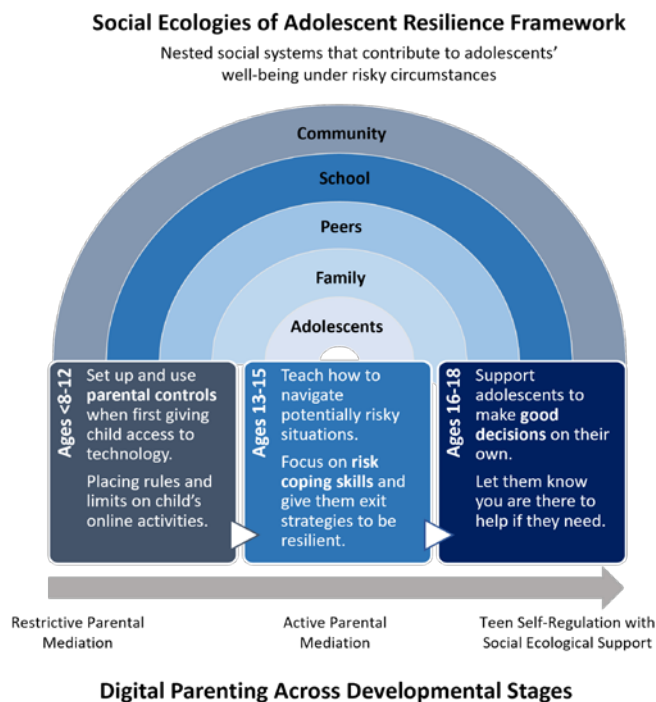 Social Ecologies of Adolescent Resilience Framework
Nested social systems that contribute to adolescents'
well-being under risky circumstances
Community
School
Peers
Family
Adolescents
Ages <8-12
Set up and use
parental controls
when first giving
child access to
technology.
Placing rules and
limits on child's
online activities.
Ages 13-15
Teach how to
navigate
potentially risky
situations.
Focus on risk
coping skills and
give them exit
strategies to be
resilient.
Ages 16-18
Support
adolescents to
make good
decisions on their
own.
Let them know
you are there to
help if they need.
Restrictive Parental
Mediation
Active Parental
Mediation
Teen Self-Regulation with
Social Ecological Support
Digital Parenting Across Developmental Stages